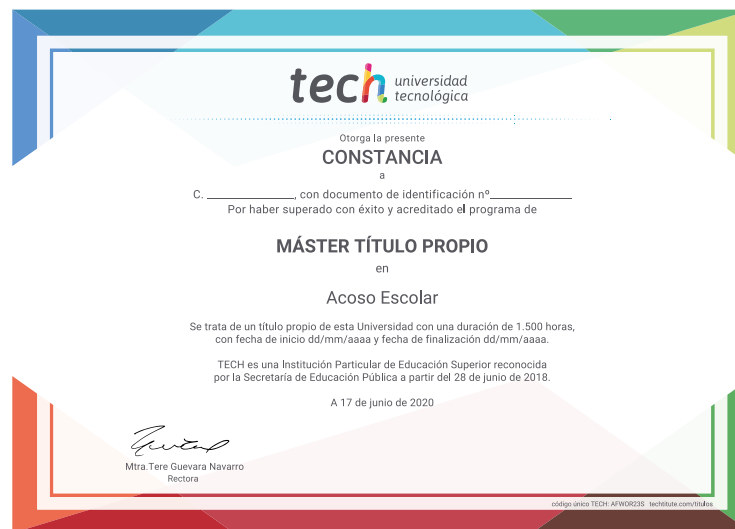 tech universidad
tecnológica
Otorga la presente
CONSTANCIA
a
C. ________________, con documento de identificación nº______________
Por haber superado con éxito y acreditado el programa de
MÁSTER TÍTULO PROPIO
en
Acoso Escolar
Se trata de un título propio de esta Universidad con una duración de 1.500 horas,
con fecha de inicio dd/mm/aaaa y fecha de finalización dd/mm/aaaa.
TECH es una Institución Particular de Educación Superior reconocida
por la Secretaría de Educación Pública a partir del 28 de junio de 2018.
A 17 de junio de 2020
Mtra.Tere Guevara Navarro
Rectora
código único TECH: AFWOR23S techtitute.com/titulos